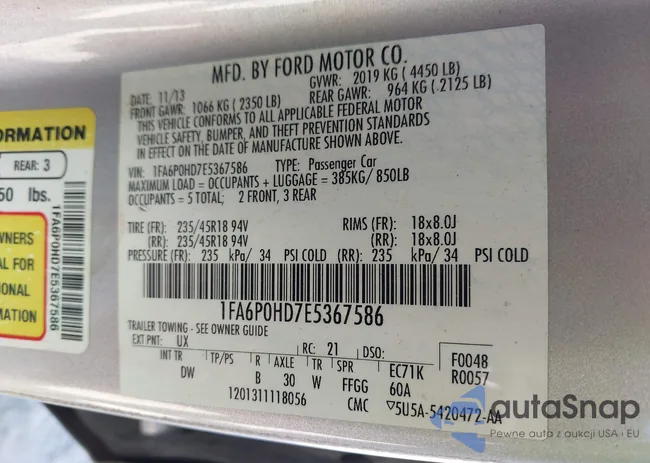 MFD. BY FORD MOTOR CO.
DATE: 11/13 GVWR: 2019 KG (4450 LB)
FRONT GAWR: 1066 KG (2350 LB) REAR GAWR: 964 KG (2125 LB)
THIS VEHICLE CONFORMS TO ALL APPLICABLE FEDERAL MOTOR
VEHICLE SAFETY, BUMPER, AND THEFT PREVENTION STANDARDS
IN EFFECT ON THE DATE OF MANUFACTURE SHOWN ABOVE.
VIN: 1FA6P0HD7E5367586 TYPE: Passenger Car
MAXIMUM LOAD = OCCUPANTS + LUGGAGE = 385KG/ 850LB
OCCUPANTS = 5 TOTAL; 2 FRONT, 3 REAR
TIRE (FR): 235/45R18 94V RIMS (FR): 18x8.0J
(RR): 235/45R18 94V (RR): 18x8.0J
PRESSURE (FR): 235 kPa/ 34 PSI COLD (RR): 235 kPa/ 34 PSI COLD
1FA6P0HD7E5367586
TRAILER TOWING - SEE OWNER GUIDE
EXT PNT: UX RC: 21 DSO: F0048
INT TR TP/PS R AXLE TR SPR EC71K R0057
DW B 30 W FFGG 60A
1201311118056 CMC ▽5U5A-5420472-AA
ORMATION
REAR: 3
50 lbs.
WNERS
AL FOR
IONAL
MATION
1FA6P0HD7E5367586
autaSnap
Pewne auto z aukcji USA i EU